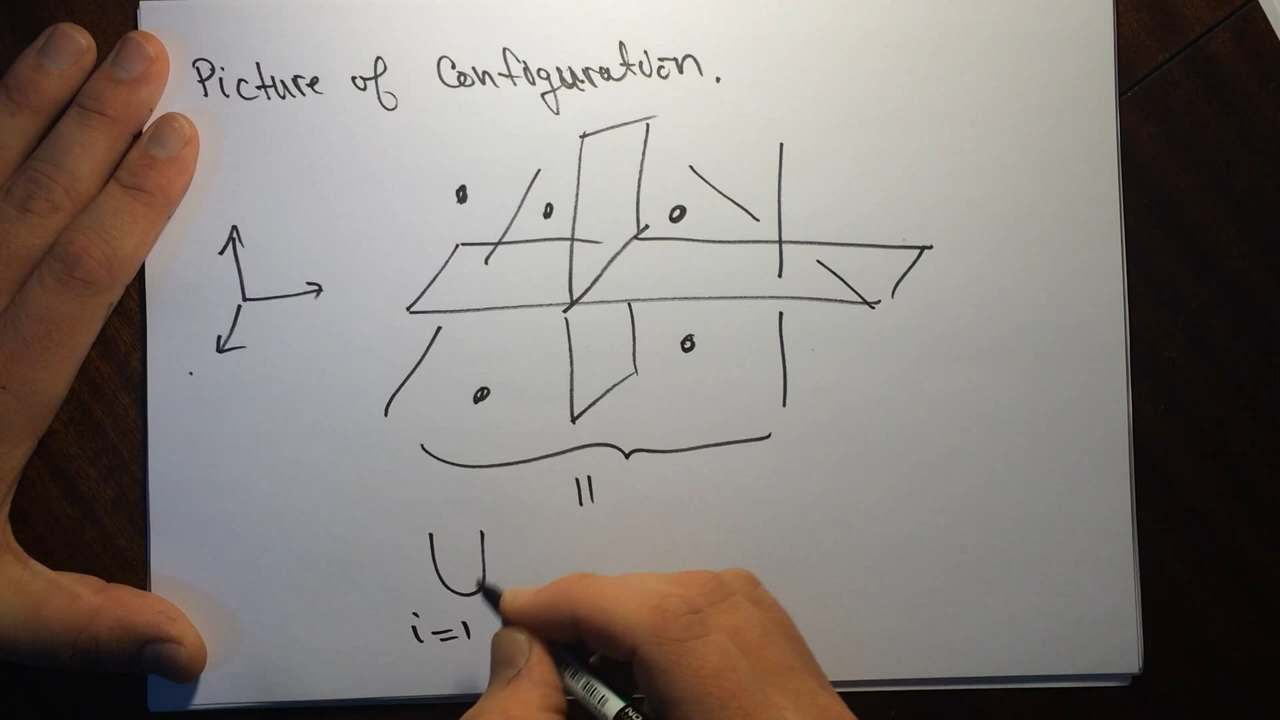 Picture of Configuration.
=
U
i=1